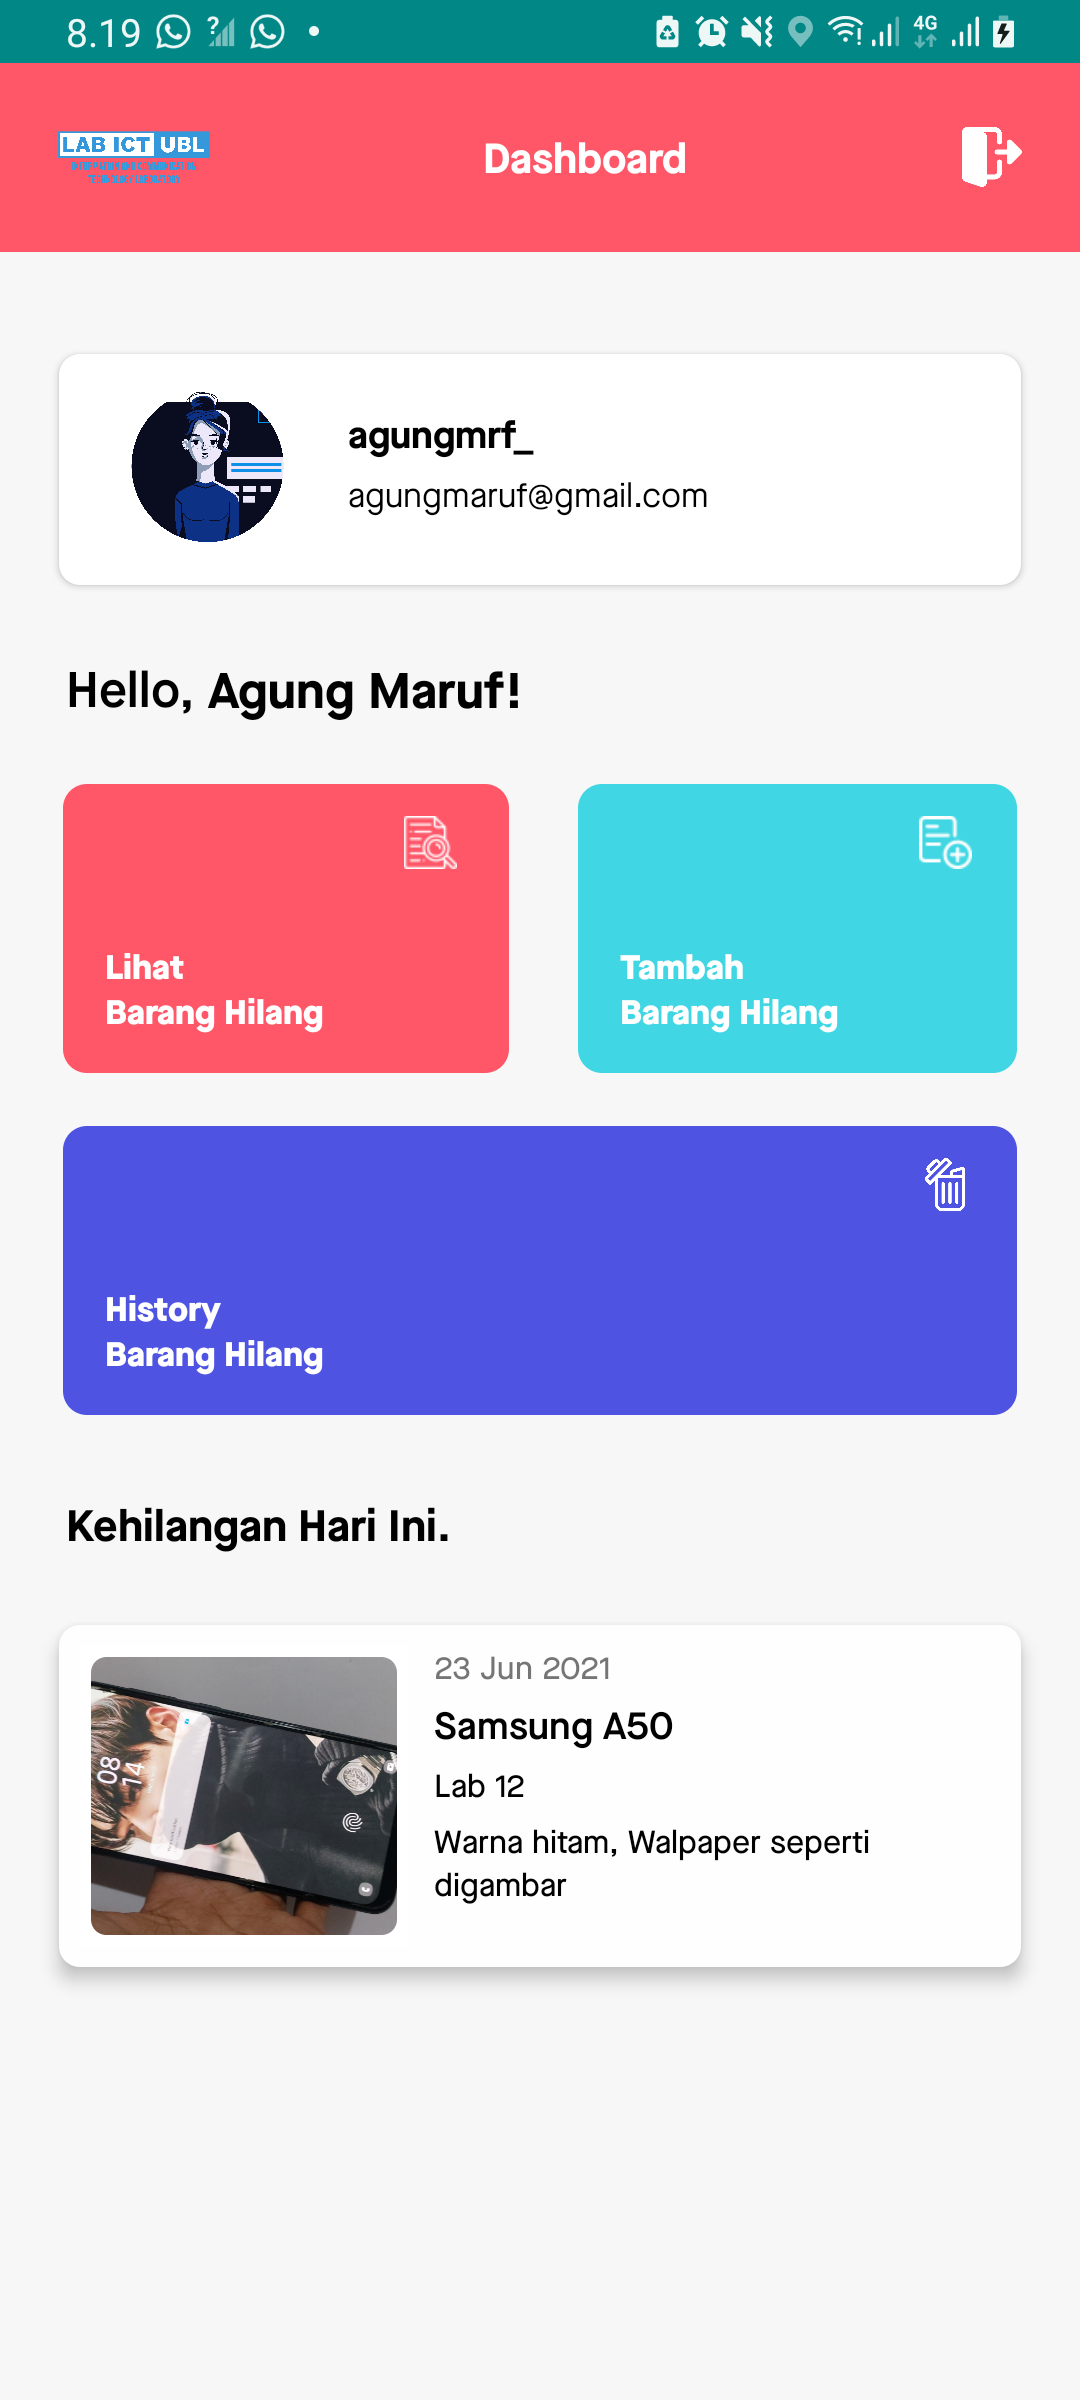 8.19
4G
LAB ICT UBL
Dashboard
agungmrf_
agungmaruf@gmail.com
Hello, Agung Maruf!
Lihat
Barang Hilang
Tambah
Barang Hilang
History
Barang Hilang
Kehilangan Hari Ini.
23 Jun 2021
Samsung A50
Lab 12
Warna hitam, Walpaper seperti
digambar
08
14